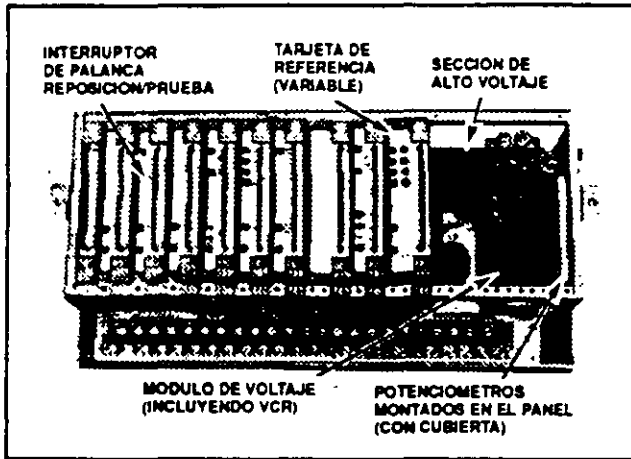 INTERRUPTOR
DE PALANCA
REPOSICION/PRUEBA
TARJETA DE
REFERENCIA
(VARIABLE)
SECCION DE
ALTO VOLTAJE
MODULO DE VOLTAJE
(INCLUYENDO VCR)
POTENCIOMETROS
MONTADOS EN EL PANEL
(CON CUBIERTA)